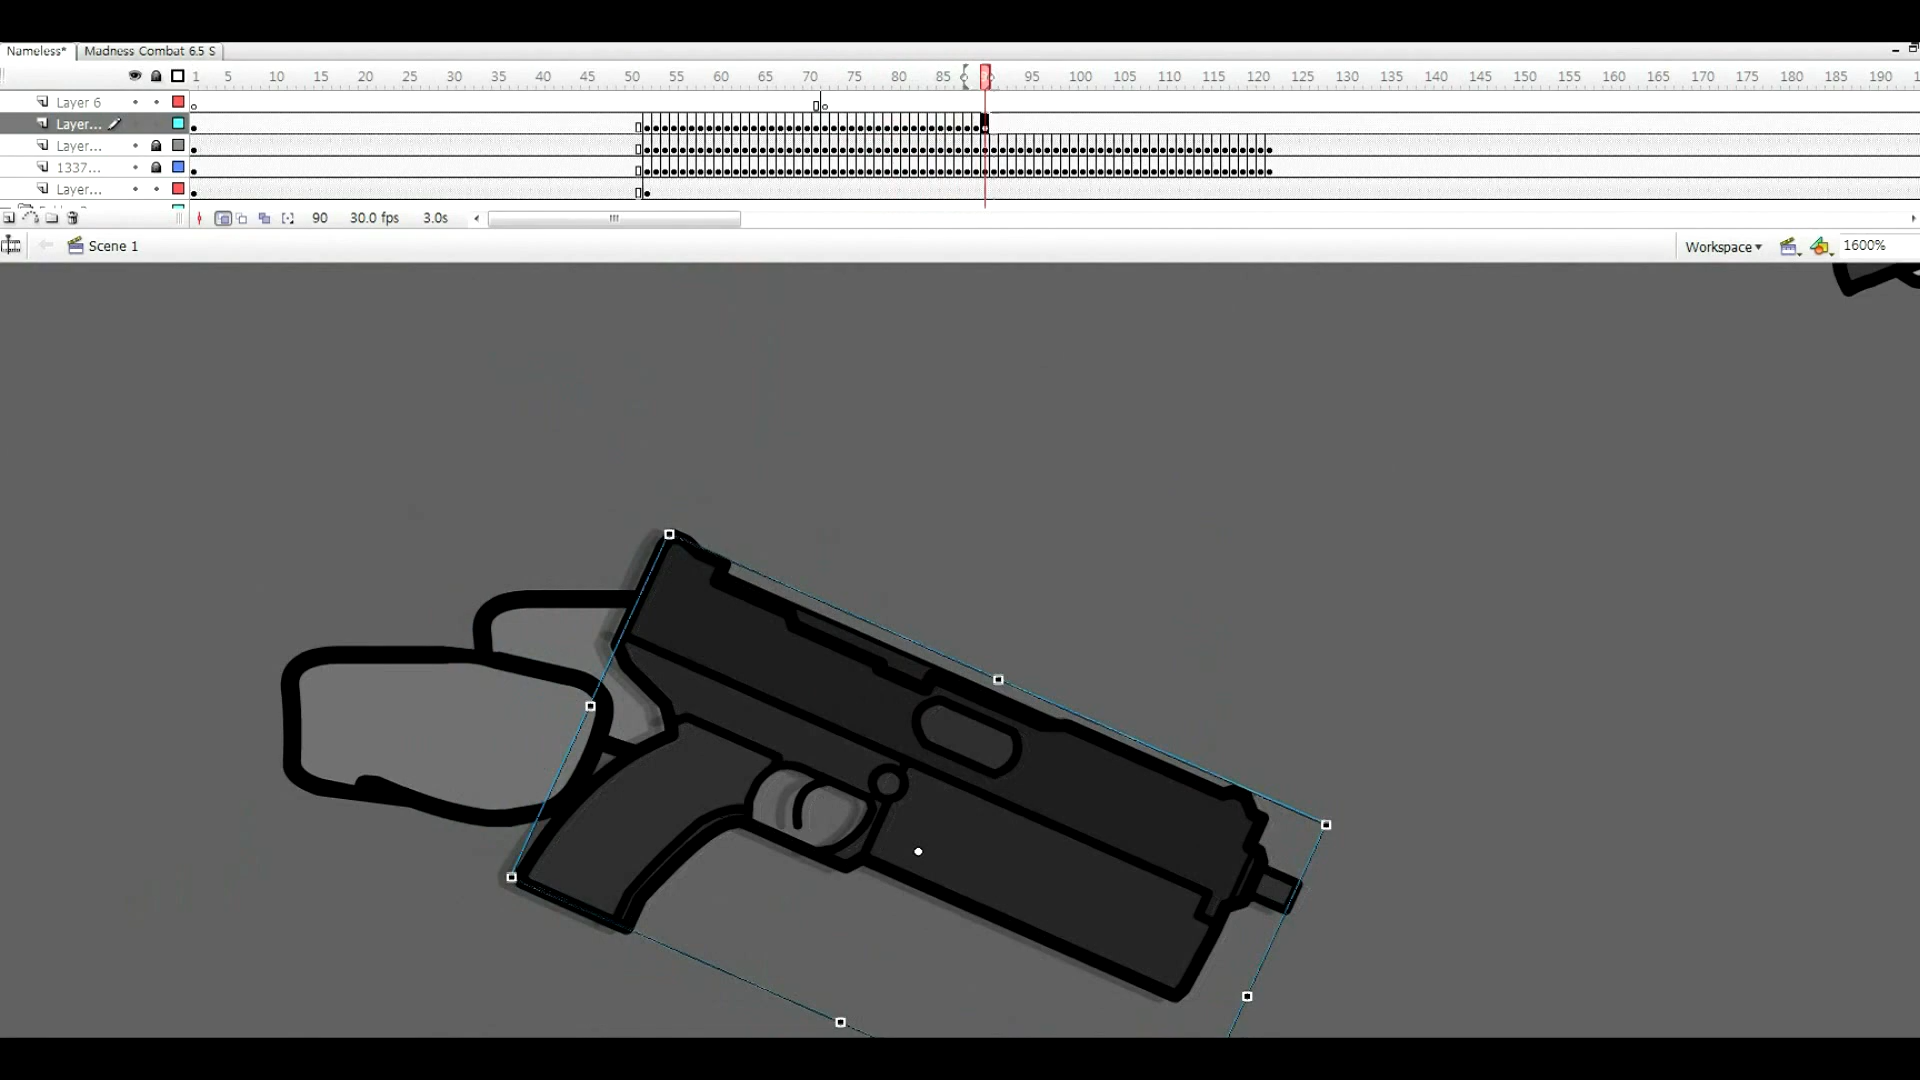 Nameless* Madness Combat 6.5 S
1 5 10 15 20 25 30 35 40 45 50 55 60 65 70 75 80 85 95 100 105 110 115 120 125 130 135 140 145 150 155 160 165 170 175 180 185 190
Layer 6
Layer...
Layer...
1337...
Layer...
90 30.0 fps 3.0s
Scene 1 Workspace 1600%